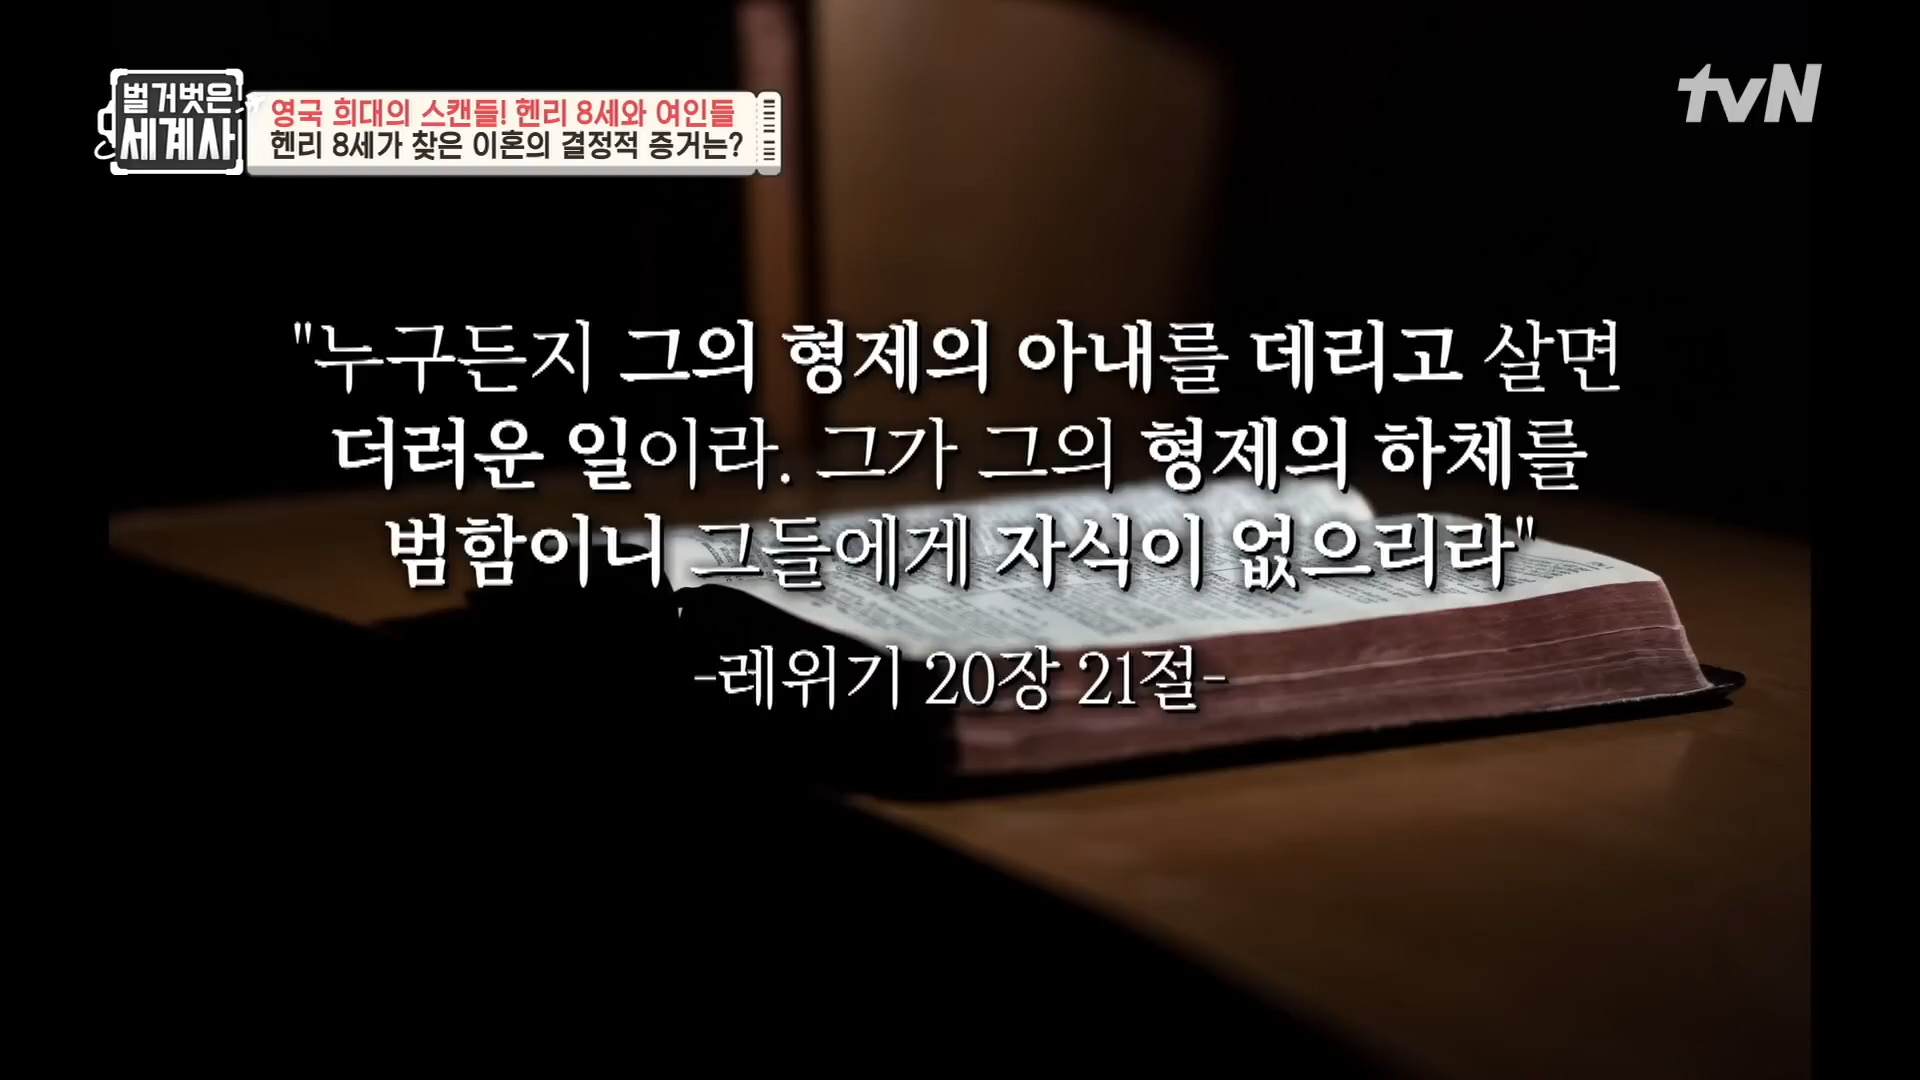 벌거벗은
세계사
영국 희대의 스캔들! 헨리 8세와 여인들
헨리 8세가 찾은 이혼의 결정적 증거는?
tvN
"누구든지 그의 형제의 아내를 데리고 살면
더러운 일이라. 그가 그의 형제의 하체를
범함이니 그들에게 자식이 없으리라"
-레위기 20장 21절-